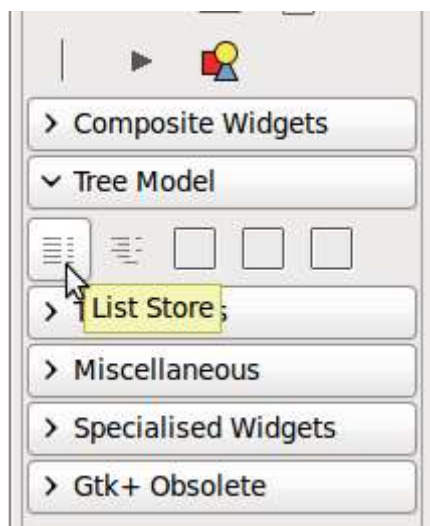 Composite Widgets
Tree Model
List Store
Miscellaneous
Specialised Widgets
Gtk+ Obsolete